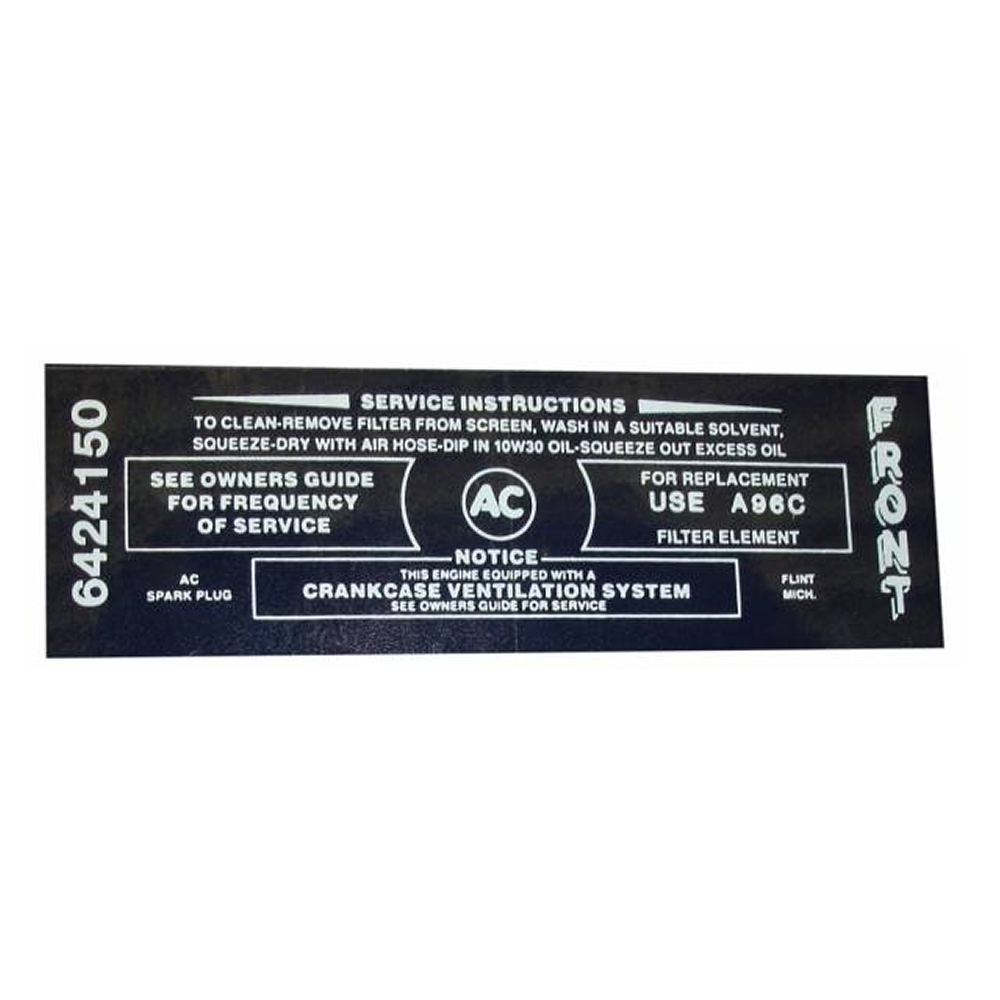 6424150
SERVICE INSTRUCTIONS
TO CLEAN-REMOVE FILTER FROM SCREEN, WASH IN A SUITABLE SOLVENT,
SQUEEZE-DRY WITH AIR HOSE-DIP IN 10W30 OIL-SQUEEZE OUT EXCESS OIL
SEE OWNERS GUIDE
FOR FREQUENCY
OF SERVICE
AC
FOR REPLACEMENT
USE A96C
FILTER ELEMENT
NOTICE
THIS ENGINE EQUIPPED WITH A
CRANKCASE VENTILATION SYSTEM
SEE OWNERS GUIDE FOR SERVICE
AC
SPARK PLUG
FLINT
MICH.
FRONT